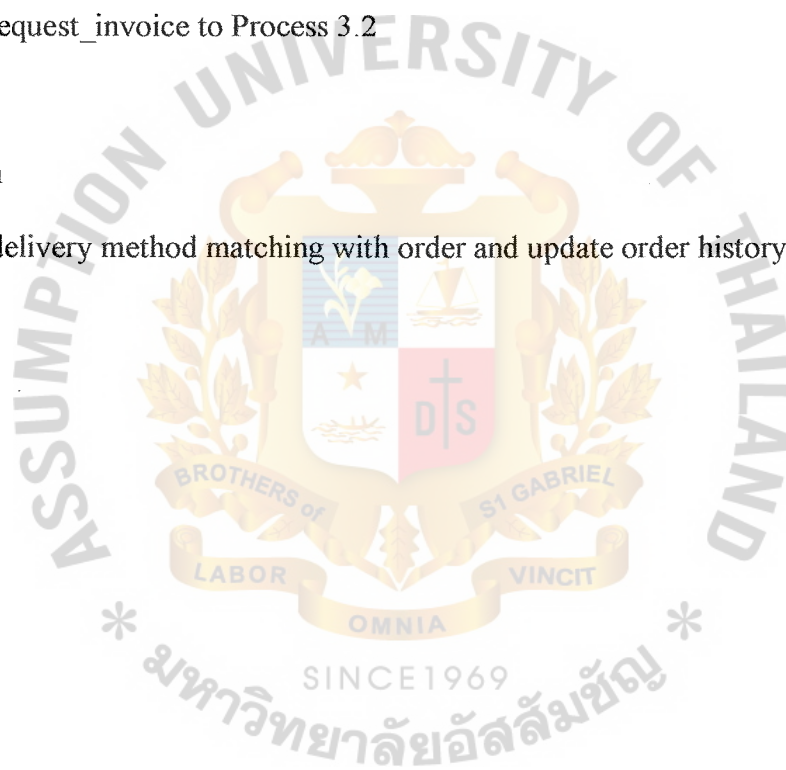 equest_invoice to Process 3.2
delivery method matching with order and update order history
ASSUMPTION UNIVERSITY OF THAILAND
A M
D S
BROTHERS of
S1 GABRIEL
LABOR
VINCIT
OMNIA
SINCE1969
มหาวิทยาลัยอัสสัมชัญ